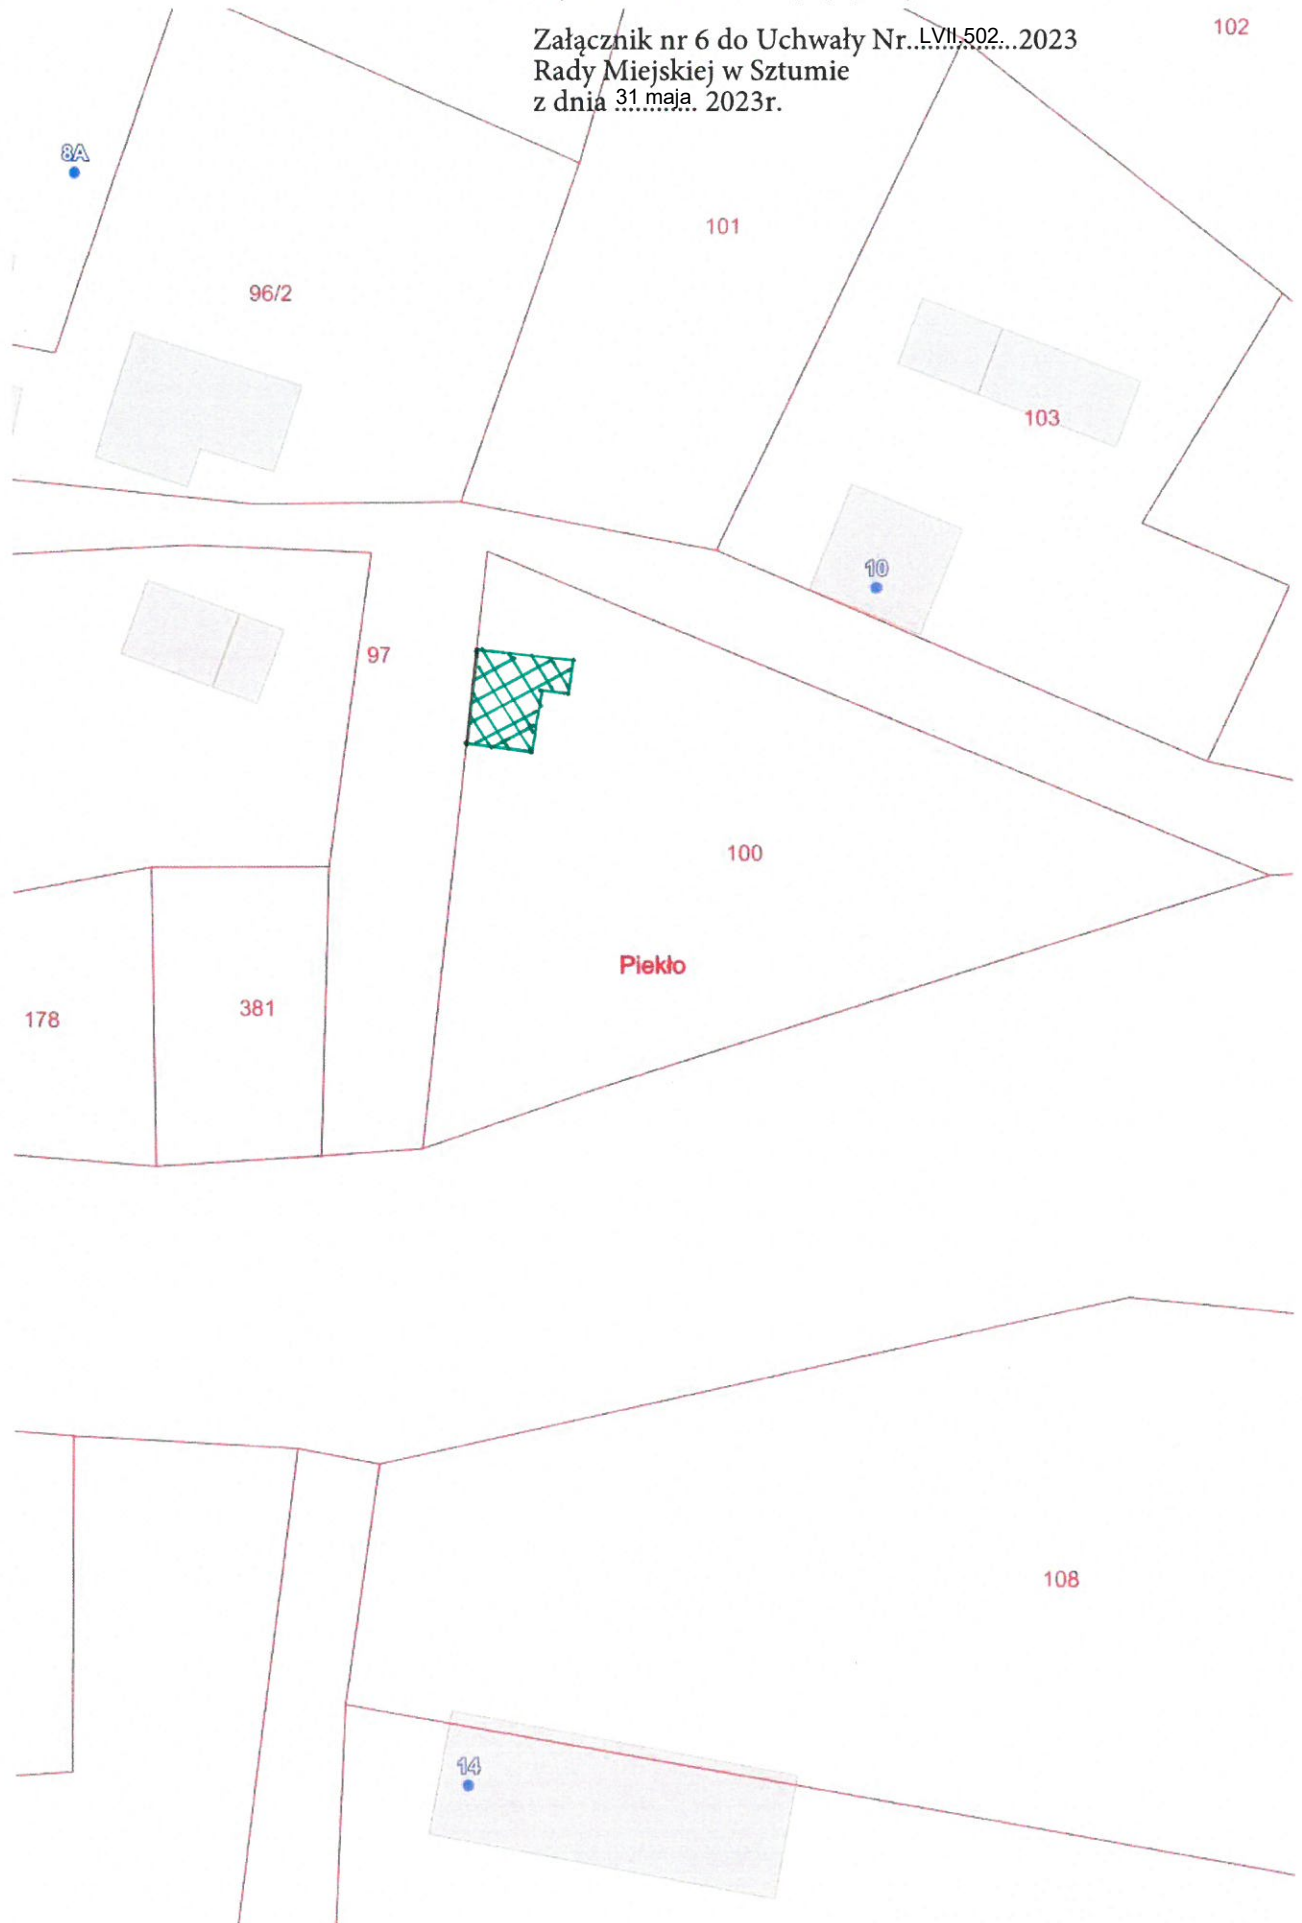 Załącznik nr 6 do Uchwały Nr..LVII.502...2023
Rady Miejskiej w Sztumie
z dnia 31 maja 2023r.
102
8A
101
96/2
103
10
97
100
Piekło
381
178
108
14